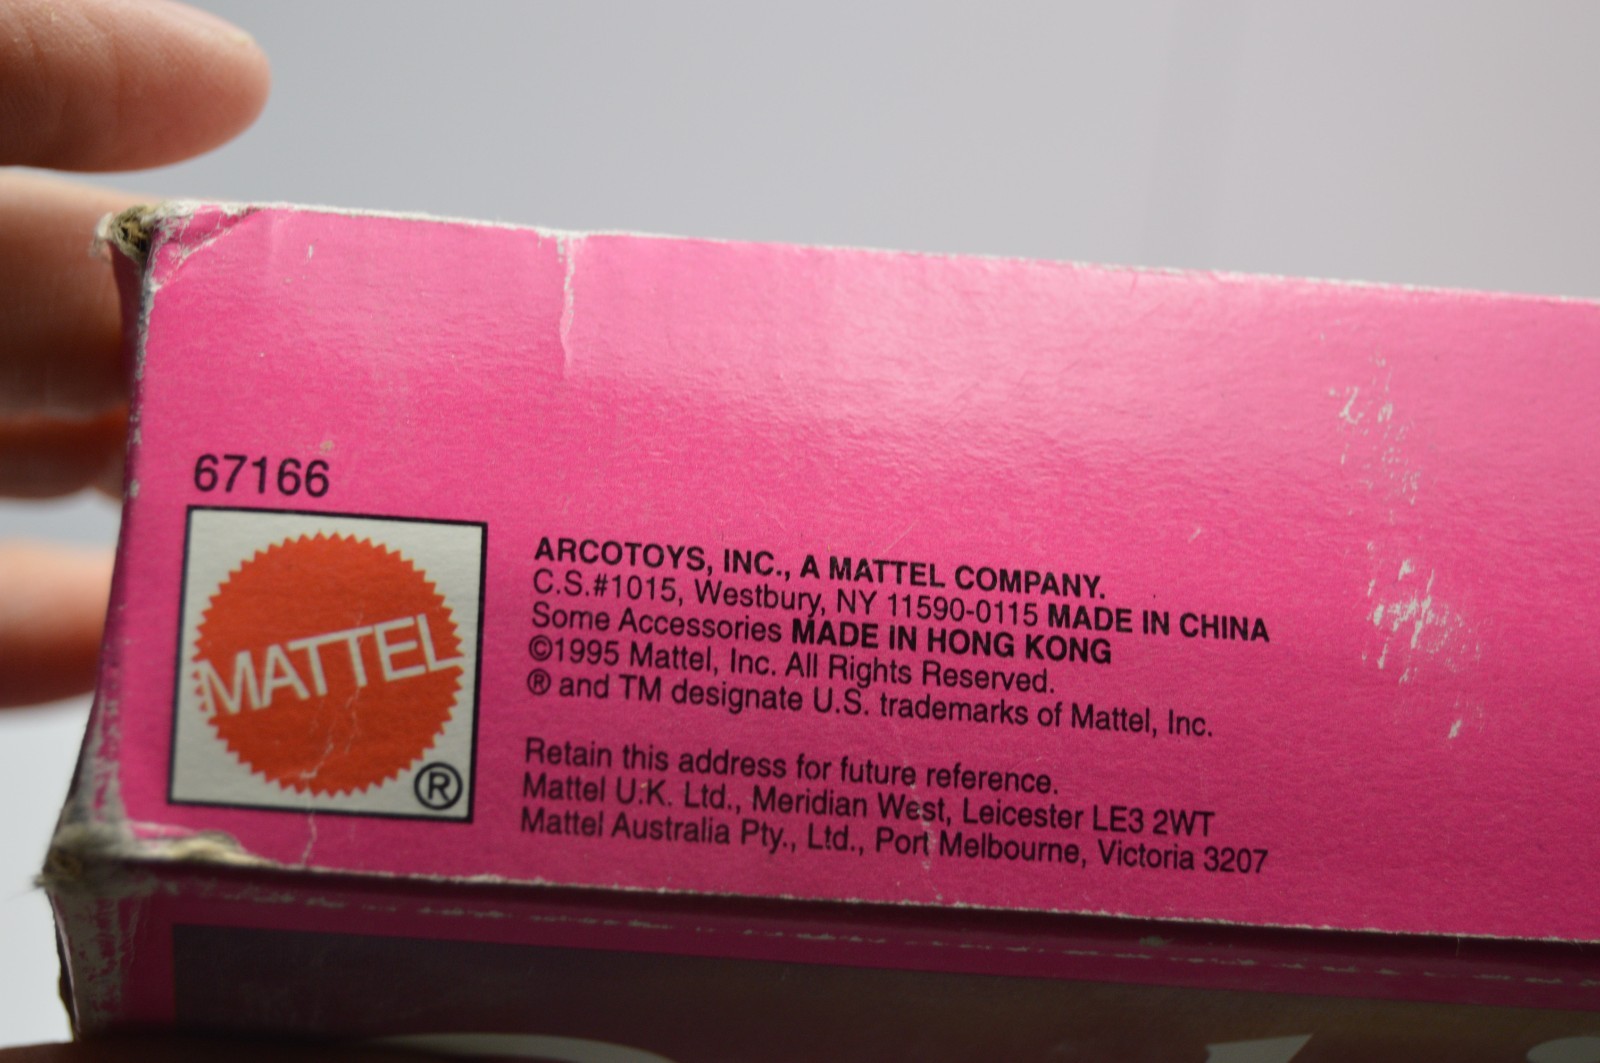 67166
MATTEL
®
ARCOTOYS, INC., A MATTEL COMPANY.
C.S.#1015, Westbury, NY 11590-0115 MADE IN CHINA
Some Accessories MADE IN HONG KONG
©1995 Mattel, Inc. All Rights Reserved.
® and TM designate U.S. trademarks of Mattel, Inc.
Retain this address for future reference.
Mattel U.K. Ltd., Meridian West, Leicester LE3 2WT
Mattel Australia Pty., Ltd., Port Melbourne, Victoria 3207